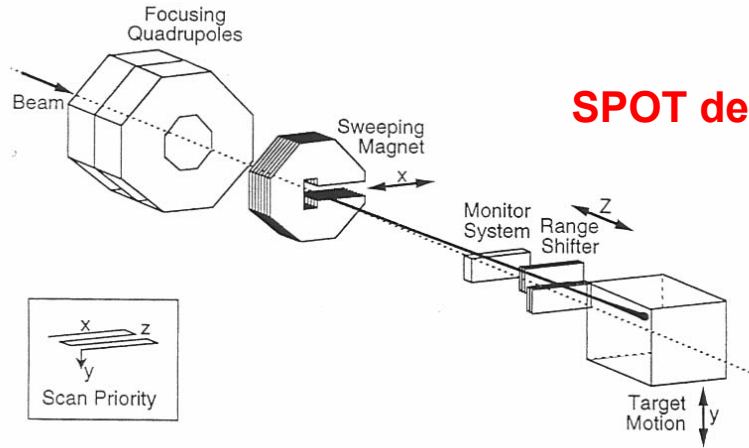 Focusing
Quadrupoles
Beam
SPOT de
Sweeping
Magnet
x
Z
Monitor
System
Range
Shifter
x
z
y
Scan Priority
Target
Motion
y